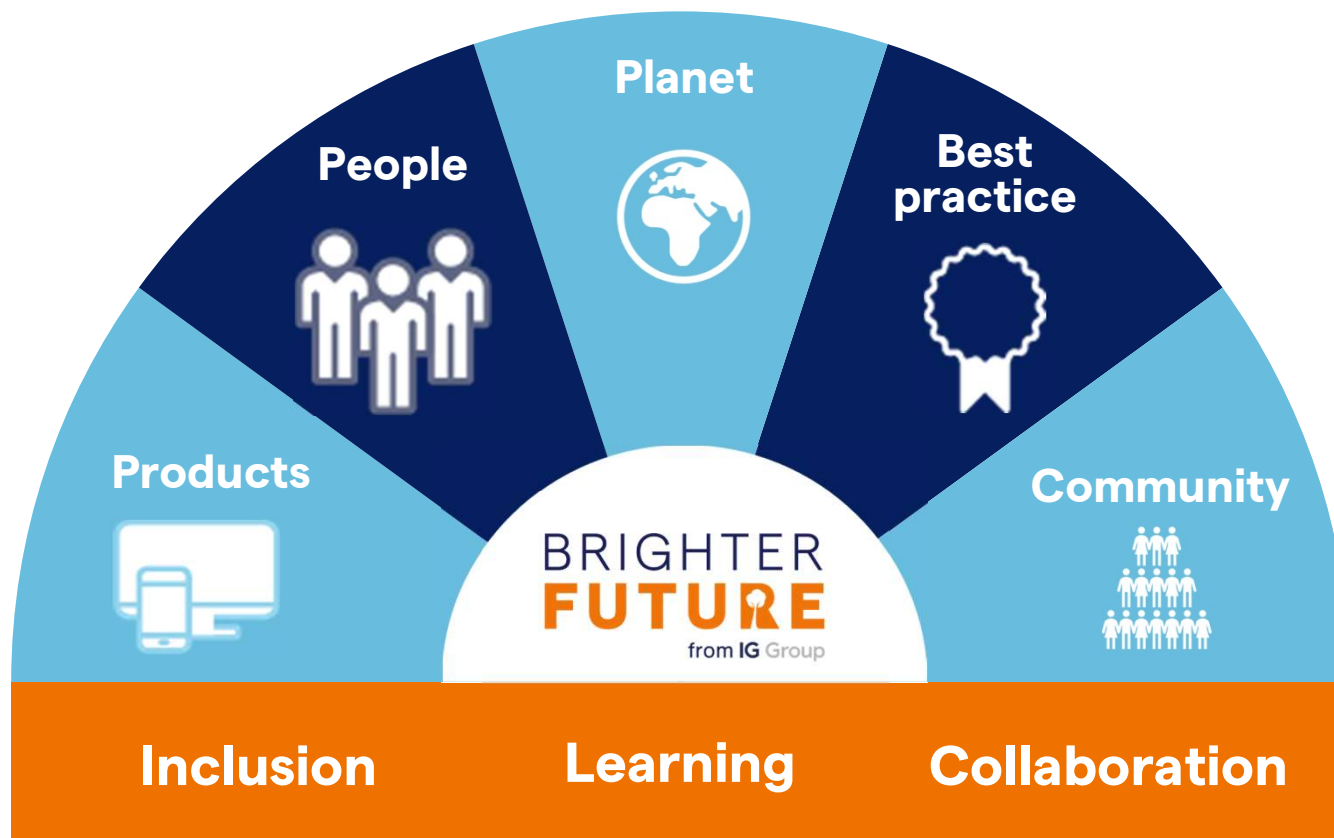 Planet
People
Best
practice
Products
Community
BRIGHTER
FUTURE
from IG Group
Inclusion
Learning
Collaboration